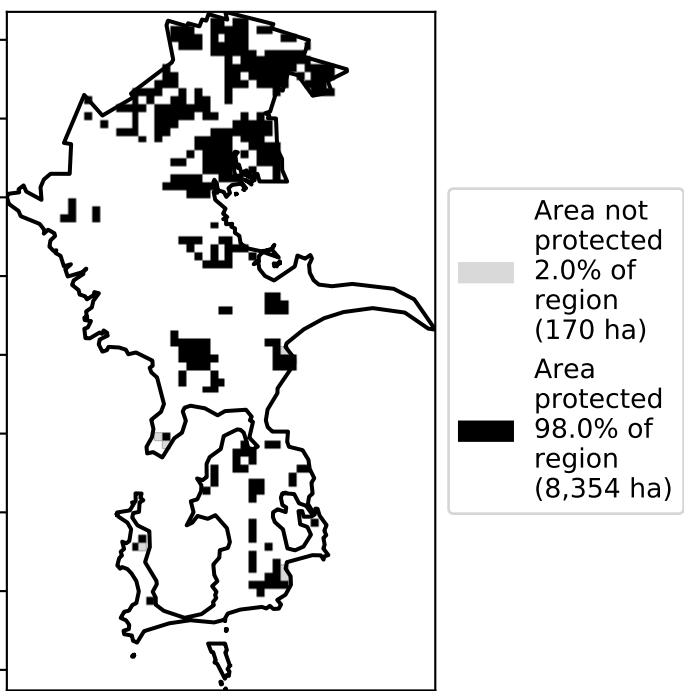 Area not
protected
2.0% of
region
(170 ha)
Area
protected
98.0% of
region
(8,354 ha)